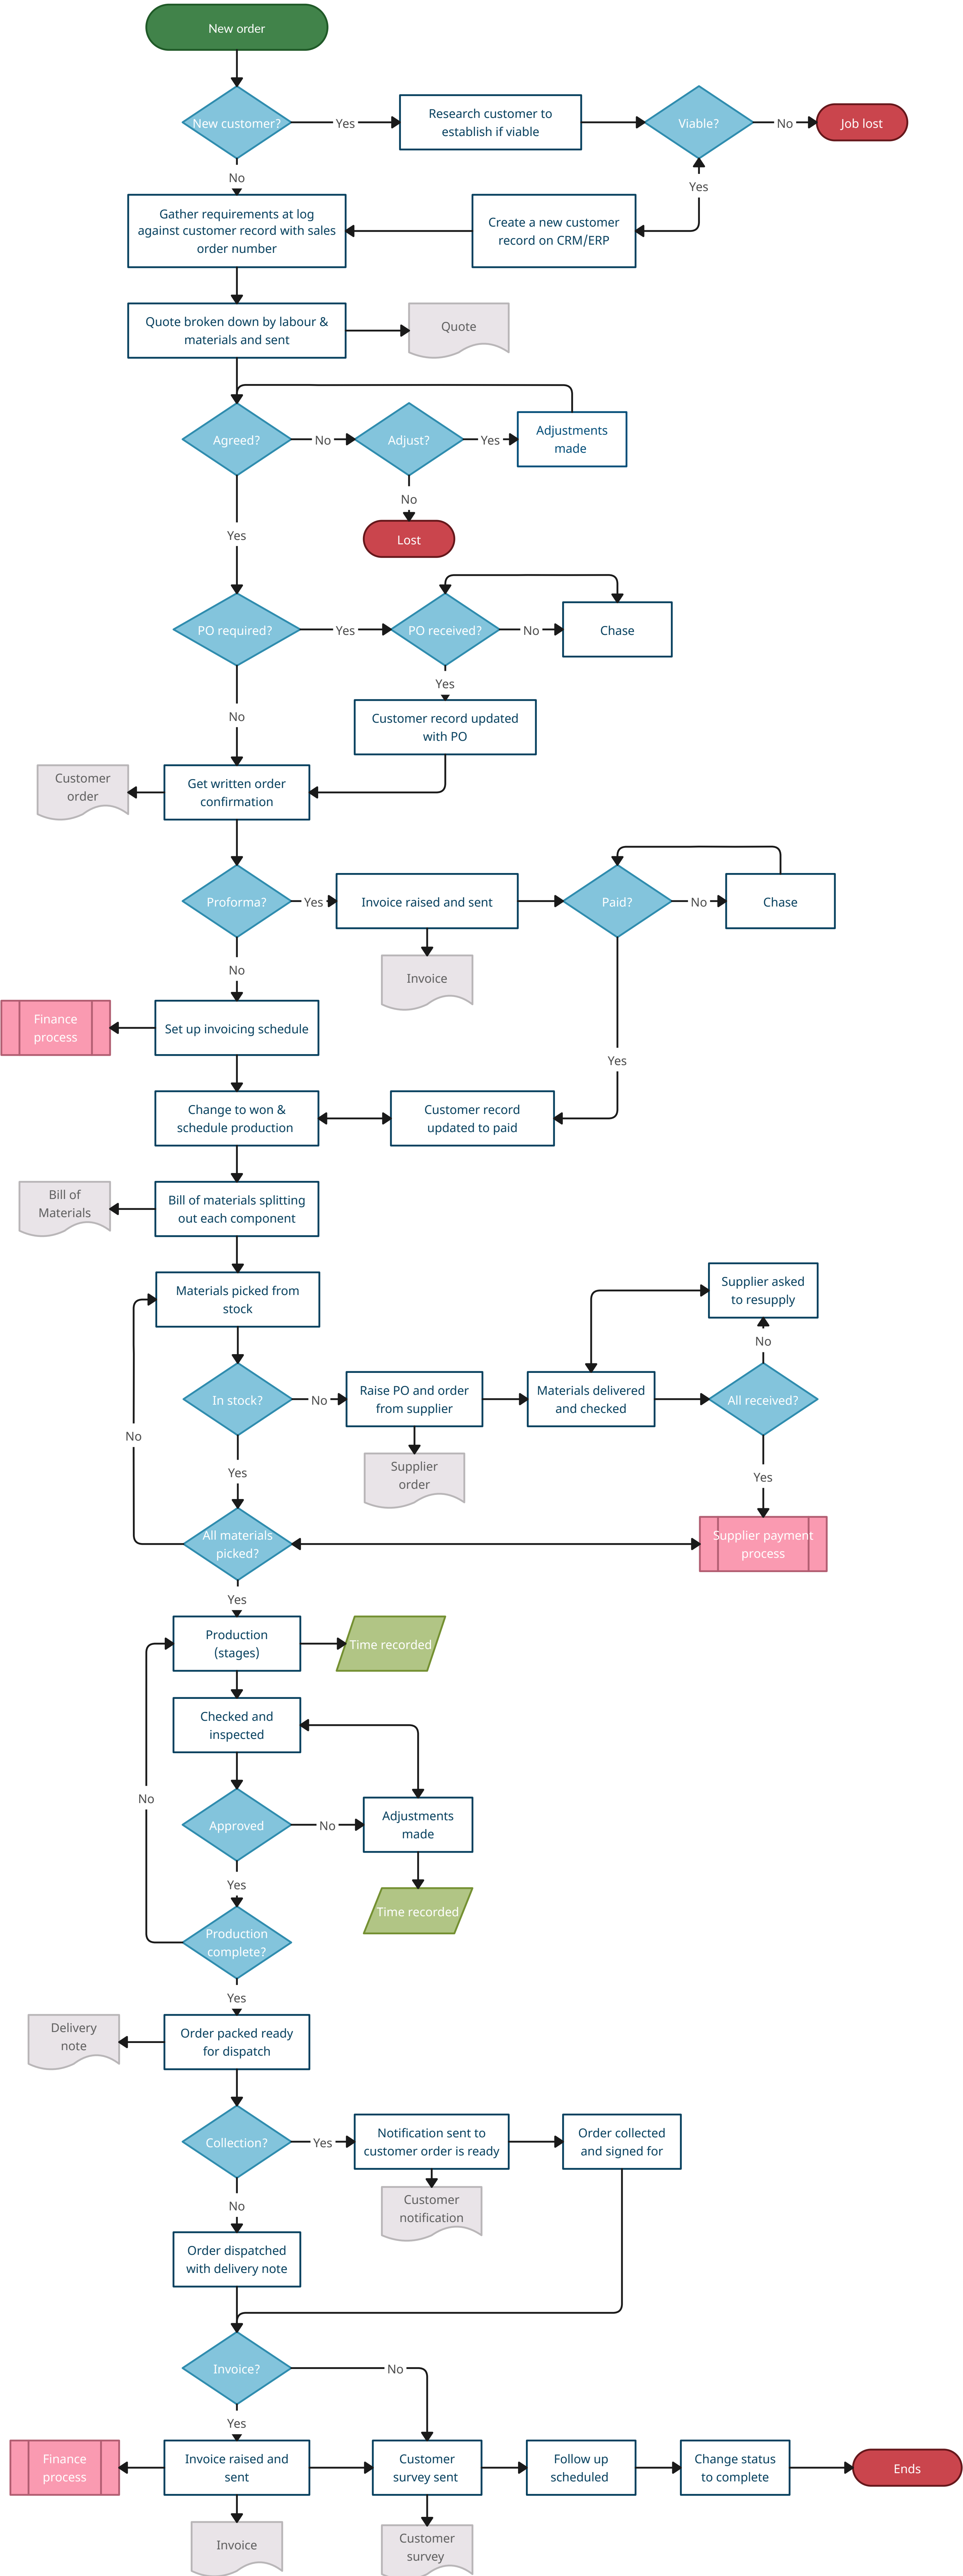 New order
New customer?
Yes
Research customer to
establish if viable
Viable?
No
Job lost
No
Yes
Gather requirements at log
against customer record with sales
order number
Create a new customer
record on CRM/ERP
Quote broken down by labour &
materials and sent
Quote
Agreed?
No
Adjust?
Yes
Adjustments
made
No
Yes
Lost
PO required?
Yes
PO received?
No
Chase
Yes
No
Customer record updated
with PO
Customer
order
Get written order
confirmation
Proforma?
Yes
Invoice raised and sent
Paid?
No
Chase
No
Invoice
Finance
process
Set up invoicing schedule
Yes
Change to won &
schedule production
Customer record
updated to paid
Bill of
Materials
Bill of materials splitting
out each component
Materials picked from
stock
Supplier asked
to resupply
No
In stock?
No
Raise PO and order
from supplier
Materials delivered
and checked
All received?
No
Yes
Supplier
order
Yes
All materials
picked?
Supplier payment
process
Yes
Production
(stages)
Time recorded
Checked and
inspected
No
Approved
No
Adjustments
made
Yes
Time recorded
Production
complete?
Yes
Delivery
note
Order packed ready
for dispatch
Collection?
Yes
Notification sent to
customer order is ready
Order collected
and signed for
No
Customer
notification
Order dispatched
with delivery note
Invoice?
No
Yes
Finance
process
Invoice raised and
sent
Customer
survey sent
Follow up
scheduled
Change status
to complete
Ends
Invoice
Customer
survey